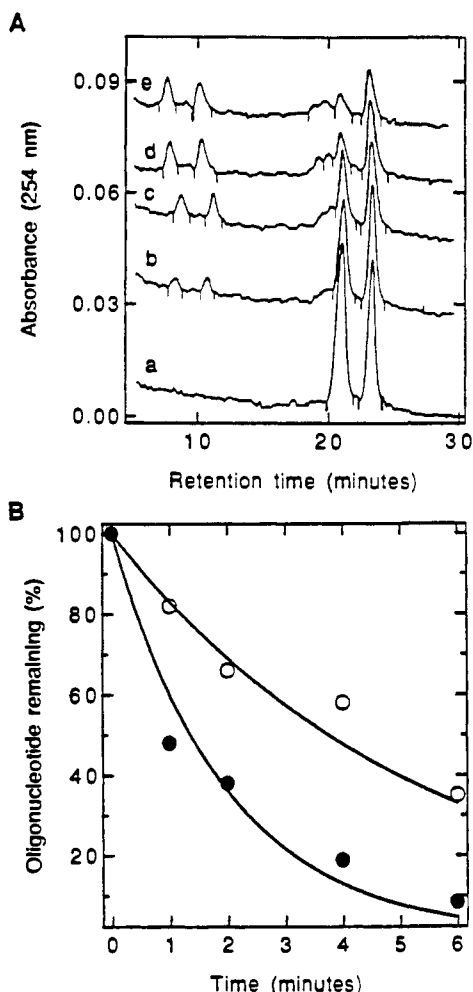 A
Absorbance (254 nm)
0.09
0.06
0.03
0.00
e
d
c
b
a
10
20
30
Retention time (minutes)
B
Oligonucleotide remaining (%)
100
80
60
40
20
0
1
2
3
4
5
6
Time (minutes)